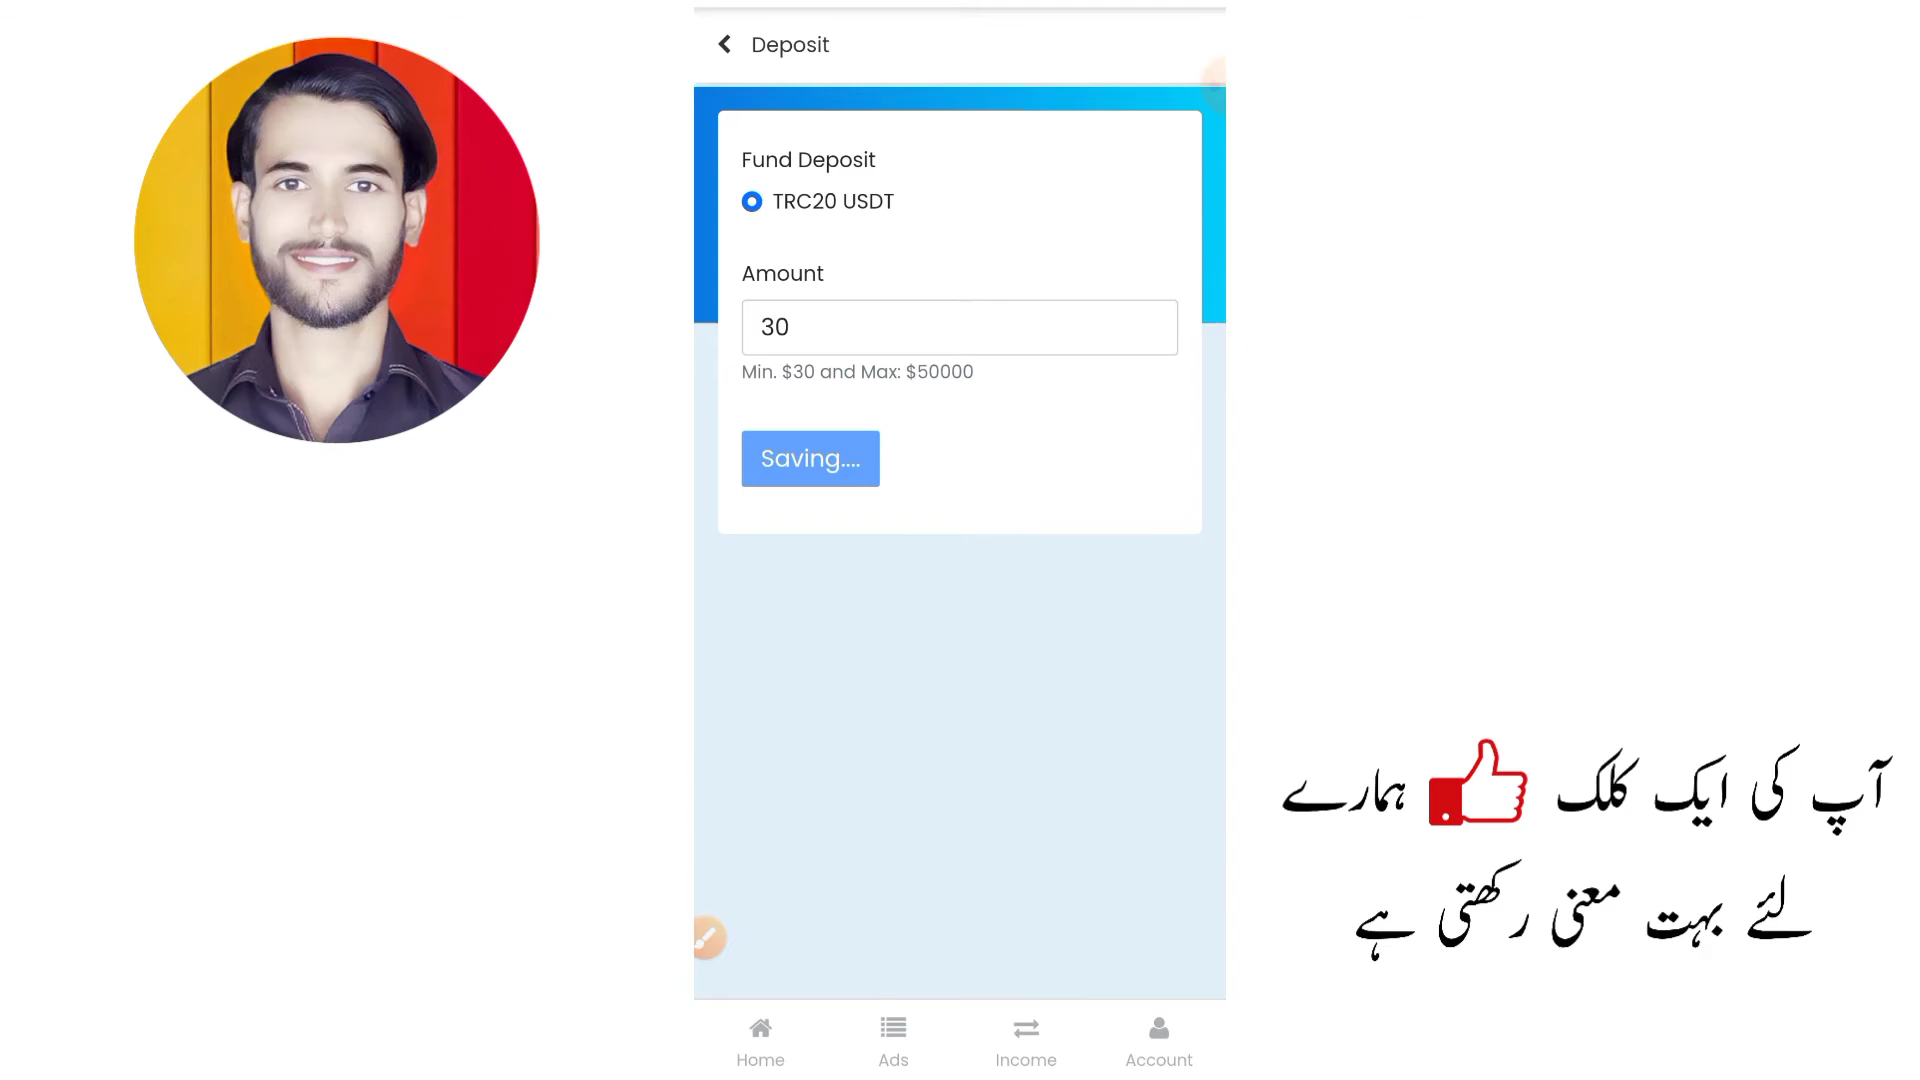 Deposit
Fund Deposit
TRC20 USDT
Amount
30
Min. $30 and Max: $50000
Saving....
آپ کی ایک کلک ہمارے
لئے بہت معنی رکھتی ہے
Home
Ads
Income
Account